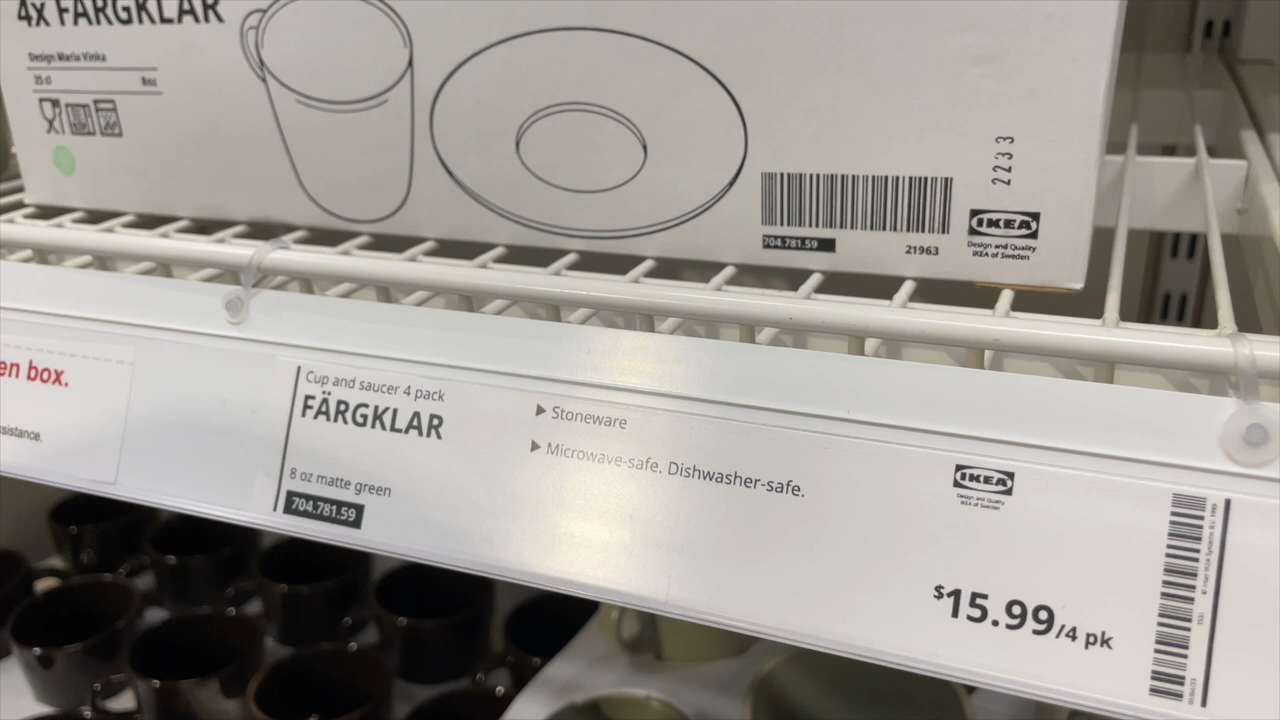 4x FÄRGKLAR
Design Maria Vinka
25 cl
8oz
2233
704.781.59
21963
IKEA
Design and Quality
IKEA of Sweden
en box.
sistance.
Cup and saucer 4 pack
FÄRGKLAR
8 oz matte green
704.781.59
▶ Stoneware
▶ Microwave-safe. Dishwasher-safe.
IKEA
Design and Quality
IKEA of Sweden
$15.99/4 pk